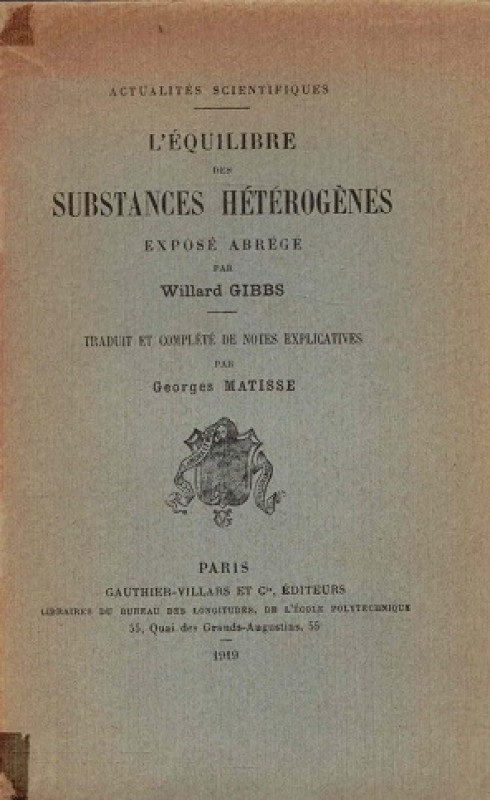 ACTUALITÉS SCIENTIFIQUES
L'ÉQUILIBRE
DES
SUBSTANCES HÉTÉROGÈNES
EXPOSÉ ABRÉGÉ
PAR
Willard GIBBS
TRADUIT ET COMPLÉTÉ DE NOTES EXPLICATIVES
PAR
Georges MATISSE
PARIS
GAUTHIER-VILLARS ET Cie, ÉDITEURS
LIBRAIRES DU BUREAU DES LONGITUDES, DE L'ÉCOLE POLYTECHNIQUE
55, Quai des Grands-Augustins, 55
1919